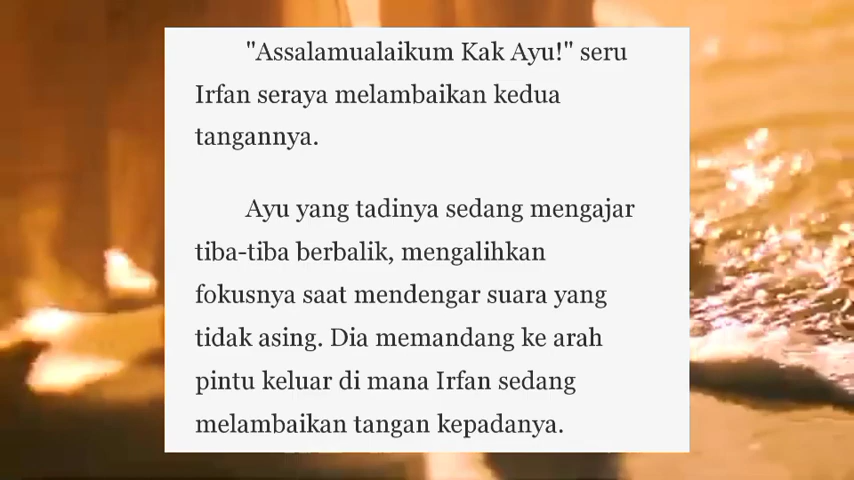 "Assalamualaikum Kak Ayu!" seru
Irfan seraya melambaikan kedua
tangannya.
Ayu yang tadinya sedang mengajar
tiba-tiba berbalik, mengalihkan
fokusnya saat mendengar suara yang
tidak asing. Dia memandang ke arah
pintu keluar di mana Irfan sedang
melambaikan tangan kepadanya.